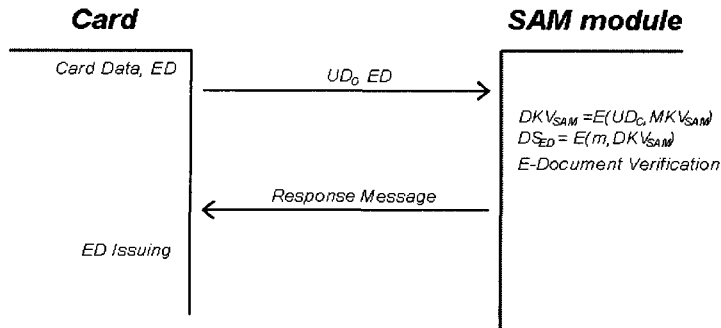 Card
SAM module
Card Data, ED
UD_C ED
DKV_SAM =E(UD_C, MKV_SAM)
DS_ED = E(m, DKV_SAM)
E-Document Verification
Response Message
ED Issuing